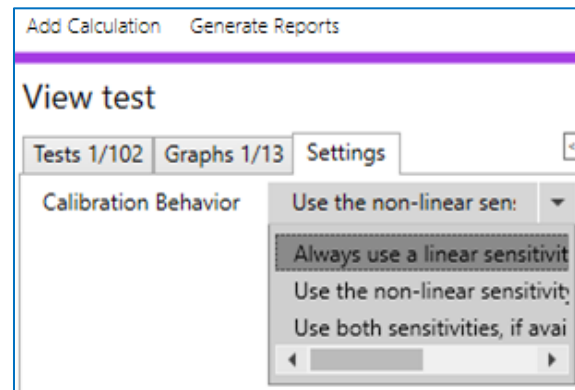 Add Calculation Generate Reports
View test
Tests 1/102 Graphs 1/13 Settings
Calibration Behavior Use the non-linear sen:
Always use a linear sensitivit
Use the non-linear sensitivity
Use both sensitivities, if avai